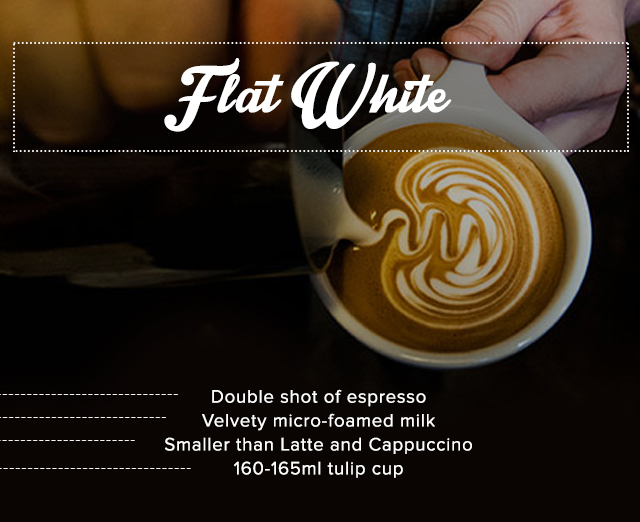 Flat White
Double shot of espresso
Velvety micro-foamed milk
Smaller than Latte and Cappuccino
160-165ml tulip cup